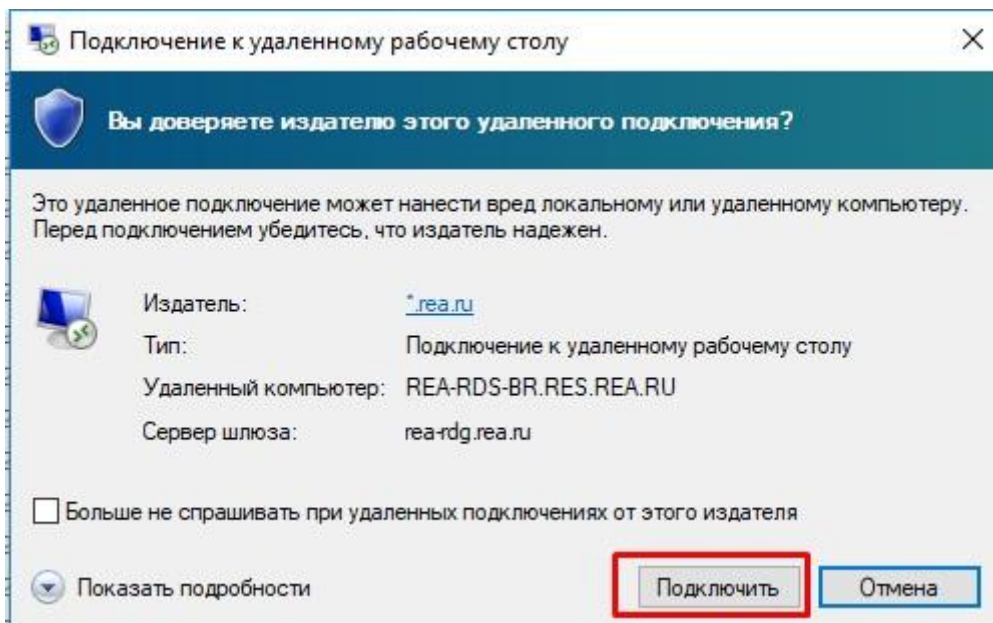 Подключение к удаленному рабочему столу
Вы доверяете издателю этого удаленного подключения?
Это удаленное подключение может нанести вред локальному или удаленному компьютеру.
Перед подключением убедитесь, что издатель надежен.
Издатель: *.rea.ru
Тип: Подключение к удаленному рабочему столу
Удаленный компьютер: REA-RDS-BR.RES.REA.RU
Сервер шлюза: rea-rdg.rea.ru
Больше не спрашивать при удаленных подключениях от этого издателя
Показать подробности Подключить Отмена